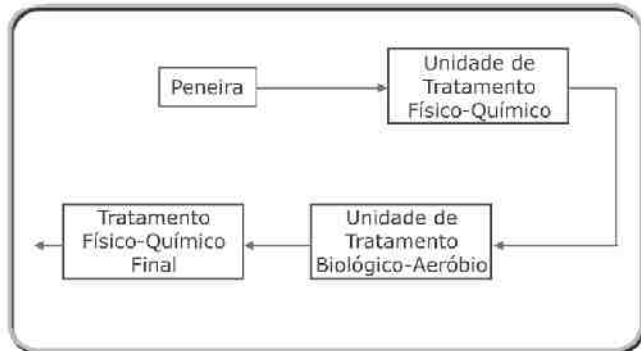 Peneira
Unidade de
Tratamento
Físico-Químico
Tratamento
Físico-Químico
Final
Unidade de
Tratamento
Biológico-Aeróbio